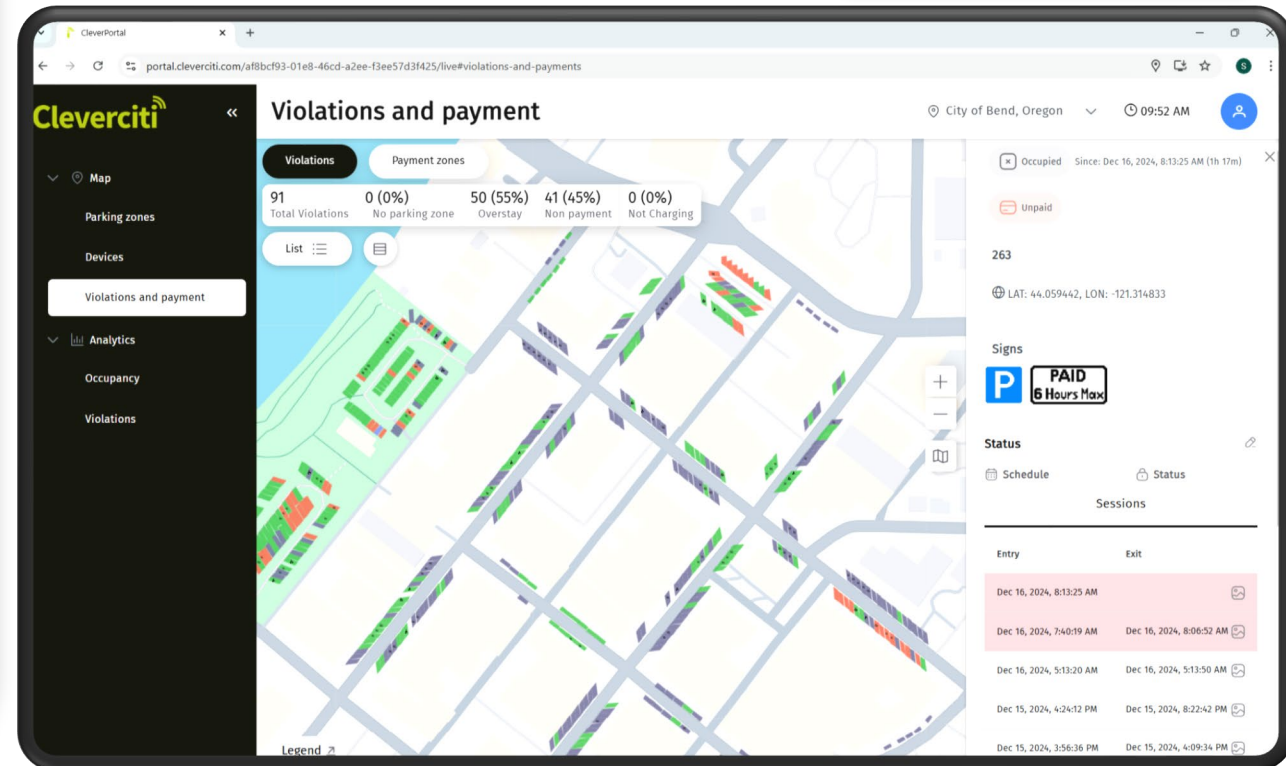 CleverPortal
portal.cleverciti.com/af8bcf93-01e8-46cd-a2ee-f3ee57d3f425/live#violations-and-payments
S
Cleverciti
Violations and payment
City of Bend, Oregon
09:52 AM
Map
Parking zones
Devices
Violations and payment
Analytics
Occupancy
Violations
Violations
Payment zones
91
0 (0%)
50 (55%)
41 (45%)
0 (0%)
Total Violations
No parking zone
Overstay
Non payment
Not Charging
List
Legend
Occupied
Since: Dec 16, 2024, 8:13:25 AM (1h 17m)
Unpaid
263
LAT: 44.059442, LON: -121.314833
Signs
P
PAID
6 Hours Max
Status
Schedule
Status
Sessions
Entry
Exit
Dec 16, 2024, 8:13:25 AM
Dec 16, 2024, 7:40:19 AM
Dec 16, 2024, 8:06:52 AM
Dec 16, 2024, 5:13:20 AM
Dec 16, 2024, 5:13:50 AM
Dec 15, 2024, 4:24:12 PM
Dec 15, 2024, 8:22:42 PM
Dec 15, 2024, 3:56:36 PM
Dec 15, 2024, 4:09:34 PM